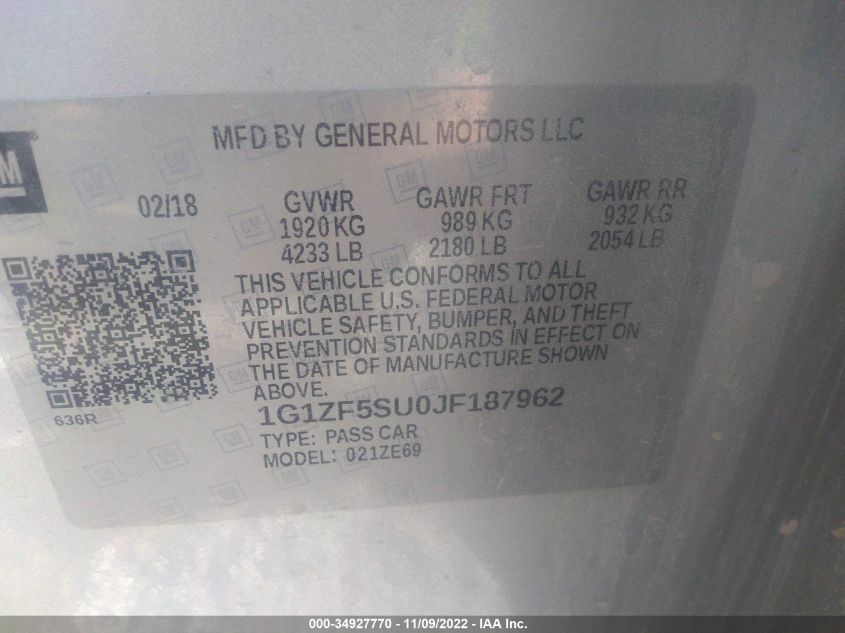 GM
MFD BY GENERAL MOTORS LLC
02/18 GVWR GAWR FRT GAWR RR
1920 KG 989 KG 932 KG
4233 LB 2180 LB 2054 LB
THIS VEHICLE CONFORMS TO ALL
APPLICABLE U.S. FEDERAL MOTOR
VEHICLE SAFETY, BUMPER, AND THEFT
PREVENTION STANDARDS IN EFFECT ON
THE DATE OF MANUFACTURE SHOWN
ABOVE.
636R
1G1ZF5SU0JF187962
TYPE: PASS CAR
MODEL: 021ZE69
000-34927770 - 11/09/2022 - IAA Inc.